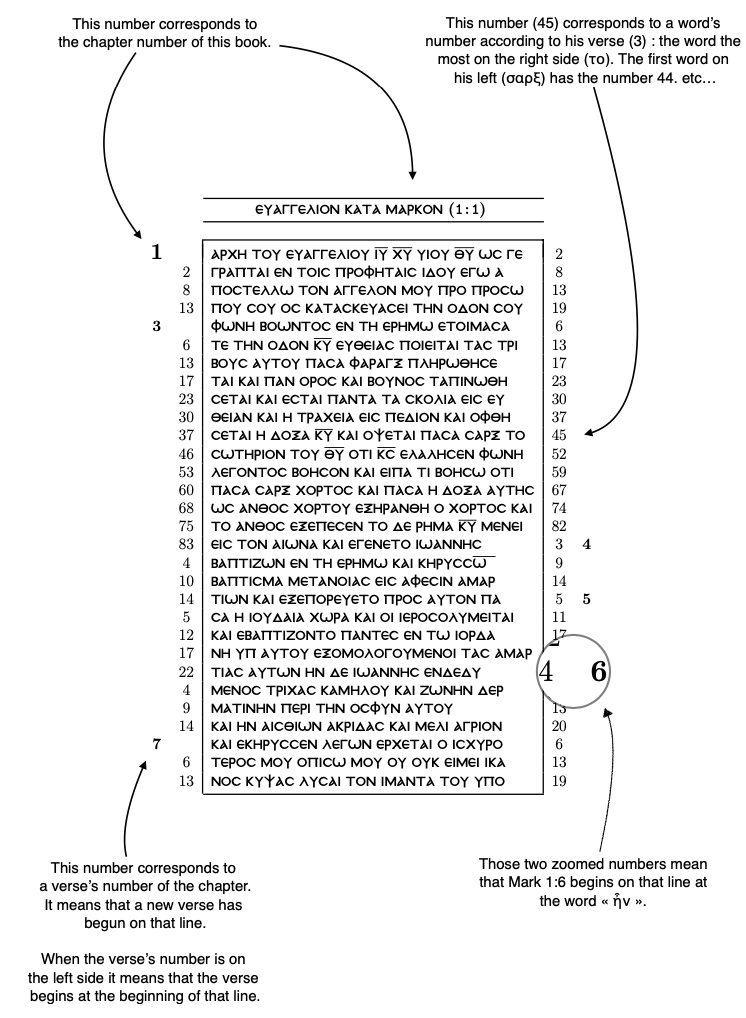 This number corresponds to
the chapter number of this book.
This number (45) corresponds to a word's
number according to his verse (3) : the word the
most on the right side (το). The first word on
his left (σαρξ) has the number 44. etc…
ΕΥΑΓΓΕΛΙΟΝ ΚΑΤΑ ΜΑΡΚΟΝ (1:1)
1 ΑΡΧΗ ΤΟΥ ΕΥΑΓΓΕΛΙΟΥ Ι̅Υ̅ Χ̅Υ̅ ΥΙΟΥ Θ̅Υ̅ ΩϹ ΓΕ 2
2 ΓΡΑΠΤΑΙ ΕΝ ΤΟΙϹ ΠΡΟΦΗΤΑΙϹ ΙΔΟΥ ΕΓΩ Α 8
8 ΠΟϹΤΕΛΛΩ ΤΟΝ ΑΓΓΕΛΟΝ ΜΟΥ ΠΡΟ ΠΡΟϹΩ 13
13 ΠΟΥ ϹΟΥ ΟϹ ΚΑΤΑϹΚΕΥΑϹΕΙ ΤΗΝ ΟΔΟΝ ϹΟΥ 19
3 ΦΩΝΗ ΒΟΩΝΤΟϹ ΕΝ ΤΗ ΕΡΗΜΩ ΕΤΟΙΜΑϹΑ 6
6 ΤΕ ΤΗΝ ΟΔΟΝ Κ̅Υ̅ ΕΥΘΕΙΑϹ ΠΟΙΕΙΤΑΙ ΤΑϹ ΤΡΙ 13
13 ΒΟΥϹ ΑΥΤΟΥ ΠΑϹΑ ΦΑΡΑΓΞ ΠΛΗΡΩΘΗϹΕ 17
17 ΤΑΙ ΚΑΙ ΠΑΝ ΟΡΟϹ ΚΑΙ ΒΟΥΝΟϹ ΤΑΠΙΝΩΘΗ 23
23 ϹΕΤΑΙ ΚΑΙ ΕϹΤΑΙ ΠΑΝΤΑ ΤΑ ϹΚΟΛΙΑ ΕΙϹ ΕΥ 30
30 ΘΕΙΑΝ ΚΑΙ Η ΤΡΑΧΕΙΑ ΕΙϹ ΠΕΔΙΟΝ ΚΑΙ ΟΦΘΗ 37
37 ϹΕΤΑΙ Η ΔΟΞΑ Κ̅Υ̅ ΚΑΙ ΟΨΕΤΑΙ ΠΑϹΑ ϹΑΡΞ ΤΟ 45
46 ϹΩΤΗΡΙΟΝ ΤΟΥ Θ̅Υ̅ ΟΤΙ Κ̅Ϲ̅ ΕΛΑΛΗϹΕΝ ΦΩΝΗ 52
53 ΛΕΓΟΝΤΟϹ ΒΟΗϹΟΝ ΚΑΙ ΕΙΠΑ ΤΙ ΒΟΗϹΩ ΟΤΙ 59
60 ΠΑϹΑ ϹΑΡΞ ΧΟΡΤΟϹ ΚΑΙ ΠΑϹΑ Η ΔΟΞΑ ΑΥΤΗϹ 67
68 ΩϹ ΑΝΘΟϹ ΧΟΡΤΟΥ ΕΞΗΡΑΝΘΗ Ο ΧΟΡΤΟϹ ΚΑΙ 74
75 ΤΟ ΑΝΘΟϹ ΕΞΕΠΕϹΕΝ ΤΟ ΔΕ ΡΗΜΑ Κ̅Υ̅ ΜΕΝΕΙ 82
83 ΕΙϹ ΤΟΝ ΑΙΩΝΑ ΚΑΙ ΕΓΕΝΕΤΟ ΙΩΑΝΝΗϹ 3 4
4 ΒΑΠΤΙΖΩΝ ΕΝ ΤΗ ΕΡΗΜΩ ΚΑΙ ΚΗΡΥϹϹΩ̅ 9
10 ΒΑΠΤΙϹΜΑ ΜΕΤΑΝΟΙΑϹ ΕΙϹ ΑΦΕϹΙΝ ΑΜΑΡ 14
14 ΤΙΩΝ ΚΑΙ ΕΞΕΠΟΡΕΥΕΤΟ ΠΡΟϹ ΑΥΤΟΝ ΠΑ 5 5
5 ϹΑ Η ΙΟΥΔΑΙΑ ΧΩΡΑ ΚΑΙ ΟΙ ΙΕΡΟϹΟΛΥΜΕΙΤΑΙ 11
12 ΚΑΙ ΕΒΑΠΤΙΖΟΝΤΟ ΠΑΝΤΕϹ ΕΝ ΤΩ ΙΟΡΔΑ 17
17 ΝΗ ΥΠ ΑΥΤΟΥ ΕΞΟΜΟΛΟΓΟΥΜΕΝΟΙ ΤΑϹ ΑΜΑΡ
22 ΤΙΑϹ ΑΥΤΩΝ ΗΝ ΔΕ ΙΩΑΝΝΗϹ ΕΝΔΕΔΥ 4 6
4 ΜΕΝΟϹ ΤΡΙΧΑϹ ΚΑΜΗΛΟΥ ΚΑΙ ΖΩΝΗΝ ΔΕΡ
9 ΜΑΤΙΝΗΝ ΠΕΡΙ ΤΗΝ ΟϹΦΥΝ ΑΥΤΟΥ 13
14 ΚΑΙ ΗΝ ΑΙϹΘΙΩΝ ΑΚΡΙΔΑϹ ΚΑΙ ΜΕΛΙ ΑΓΡΙΟΝ 20
7 ΚΑΙ ΕΚΗΡΥϹϹΕΝ ΛΕΓΩΝ ΕΡΧΕΤΑΙ Ο ΙϹΧΥΡΟ 6
6 ΤΕΡΟϹ ΜΟΥ ΟΠΙϹΩ ΜΟΥ ΟΥ ΟΥΚ ΕΙΜΕΙ ΙΚΑ 13
13 ΝΟϹ ΚΥΨΑϹ ΛΥϹΑΙ ΤΟΝ ΙΜΑΝΤΑ ΤΟΥ ΥΠΟ 19
This number corresponds to
a verse's number of the chapter.
It means that a new verse has
begun on that line.
When the verse's number is on
the left side it means that the verse
begins at the beginning of that line.
Those two zoomed numbers mean
that Mark 1:6 begins on that line at
the word « ἦν ».